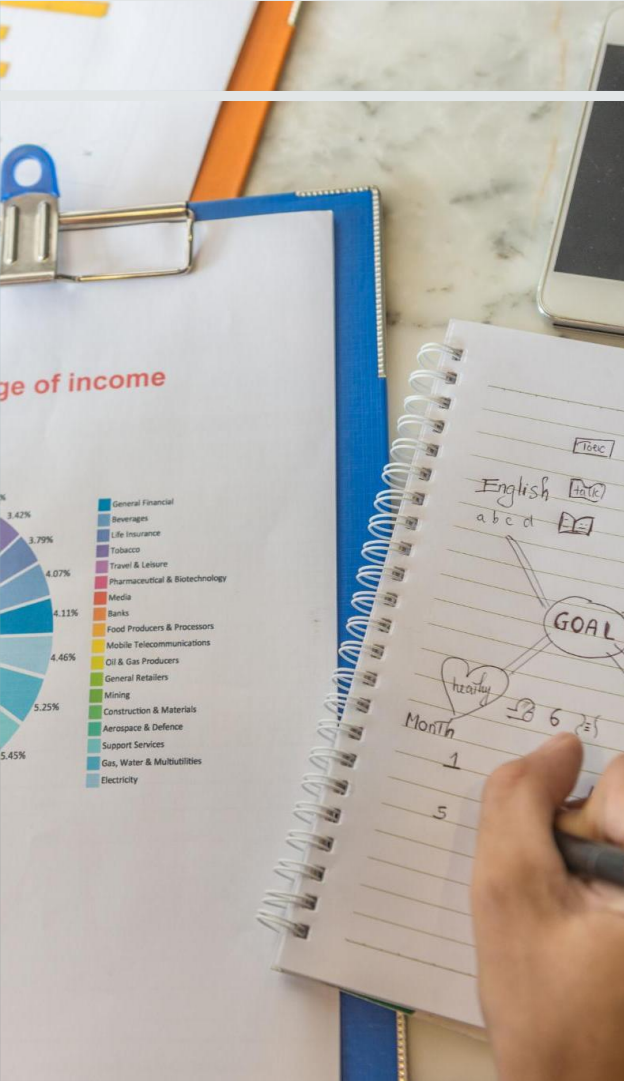 ge of income
%
3.42%
3.79%
4.07%
4.11%
4.46%
5.25%
5.45%
General Financial
Beverages
Life Insurance
Tobacco
Travel & Leisure
Pharmaceutical & Biotechnology
Media
Banks
Food Producers & Processors
Mobile Telecommunications
Oil & Gas Producers
General Retailers
Mining
Construction & Materials
Aerospace & Defence
Support Services
Gas, Water & Multiutilities
Electricity
English
talk
a b c d
GOAL
Month
6
1
5